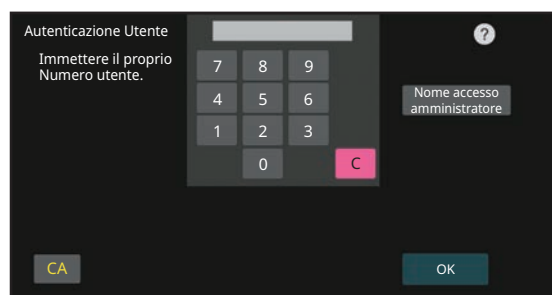 Autenticazione Utente
?
Immettere il proprio
Numero utente.
7 8 9
4 5 6
1 2 3
0 C
Nome accesso
amministratore
CA
OK